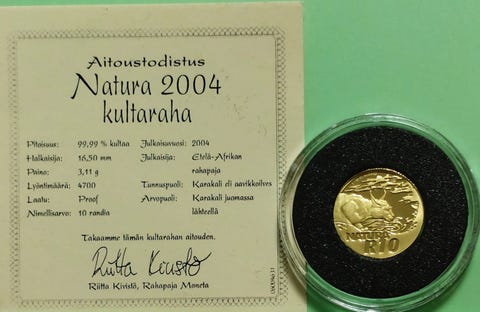 Aitoustodistus
Natura 2004
kultaraha
Pitoisuus: 99,99 % kultaa Julkaisuvuosi: 2004
Halkaisija: 16,50 mm Julkaisija: Etelä-Afrikan
Paino: 3,11 g rahapaja
Lyöntimäärä: 4700 Tunnuspuoli: Karakali eli aavikkoilves
Laatu: Proof Arvopuoli: Karakali juomassa
Nimellisarvo: 10 randia lähteellä
Takaamme tämän kultarahan aitouden.
Riitta Kivistö
Riitta Kivistö, Rahapaja Moneta
NATURA
R10